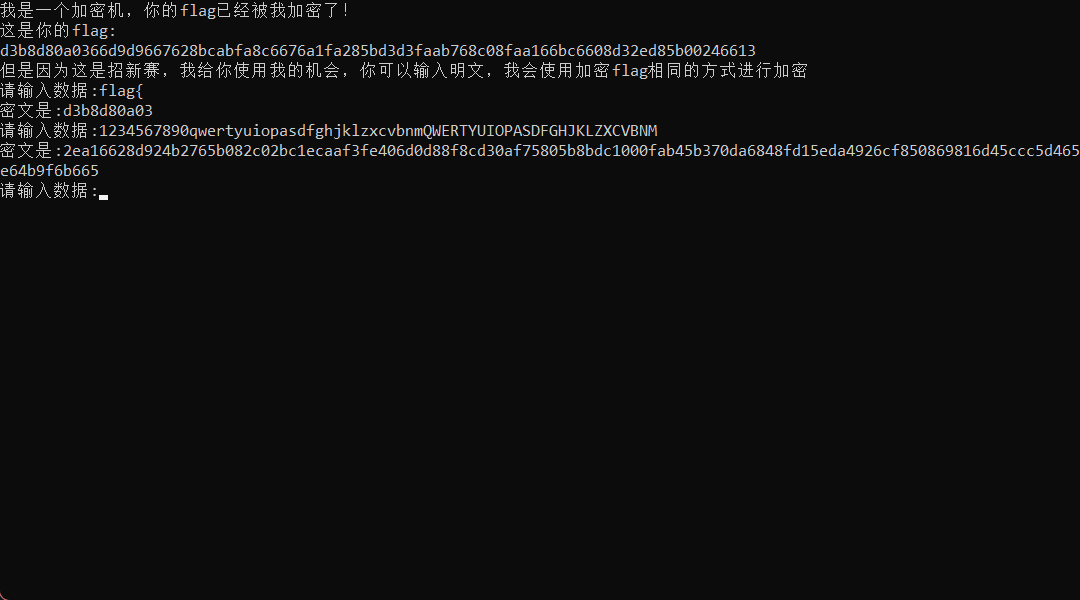 我是一个加密机，你的flag已经被我加密了！
这是你的flag:
d3b8d80a0366d9d9667628bcabfa8c6676a1fa285bd3d3faab768c08faa166bc6608d32ed85b00246613
但是因为这是招新赛，我给你使用我的机会，你可以输入明文，我会使用加密flag相同的方式进行加密
请输入数据:flag{
密文是:d3b8d80a03
请输入数据:1234567890qwertyuiopasdfghjklzxcvbnmQWERTYUIOPASDFGHJKLZXCVBNM
密文是:2ea16628d924b2765b082c02bc1ecaaf3fe406d0d88f8cd30af75805b8bdc1000fab45b370da6848fd15eda4926cf850869816d45ccc5d465
e64b9f6b665
请输入数据: